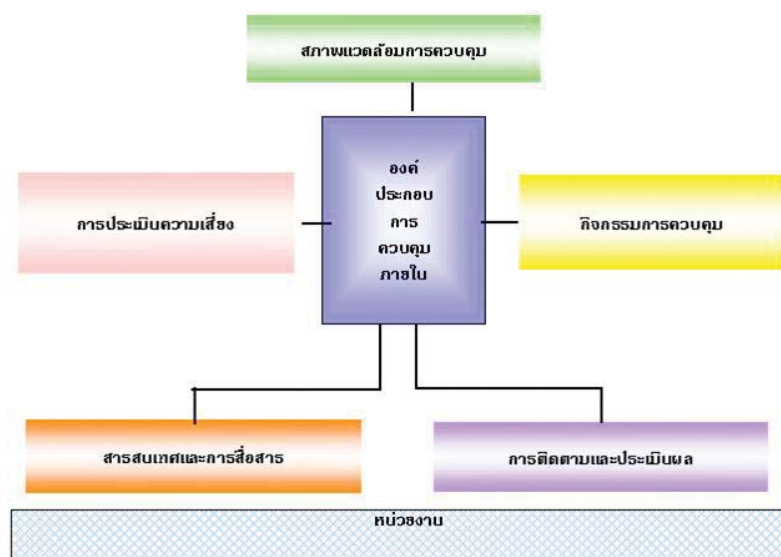 สภาพแวดล้อมการควบคุม
องค์
ประกอบ
การ
ควบคุม
ภายใน
การประเมินความเสี่ยง
กิจกรรมการควบคุม
สารสนเทศและการสื่อสาร
การติดตามและประเมินผล
หน่วยงาน